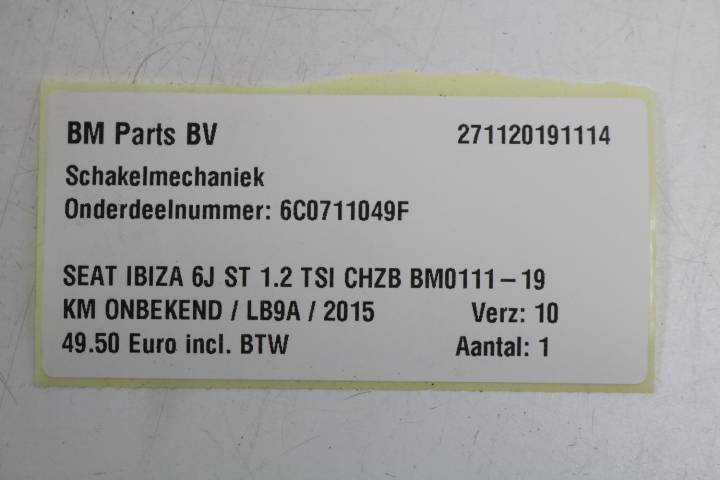 BM Parts BV 271120191114
Schakelmechaniek
Onderdeelnummer: 6C0711049F
SEAT IBIZA 6J ST 1.2 TSI CHZB BM0111-19
KM ONBEKEND / LB9A / 2015 Verz: 10
49.50 Euro incl. BTW Aantal: 1